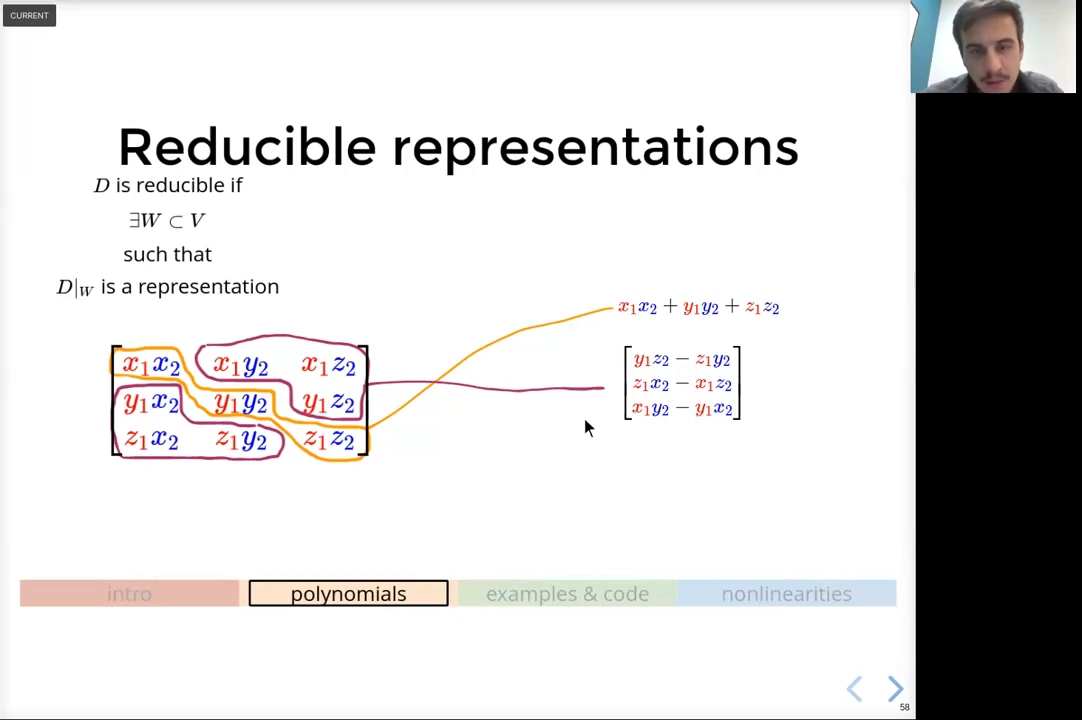 CURRENT
Reducible representations
D is reducible if
∃W ⊂ V
such that
D|_W is a representation
x₁x₂ + y₁y₂ + z₁z₂
x₁x₂ x₁y₂ x₁z₂
y₁x₂ y₁y₂ y₁z₂
z₁x₂ z₁y₂ z₁z₂
y₁z₂ − z₁y₂
z₁x₂ − x₁z₂
x₁y₂ − y₁x₂
intro polynomials examples & code nonlinearities
58